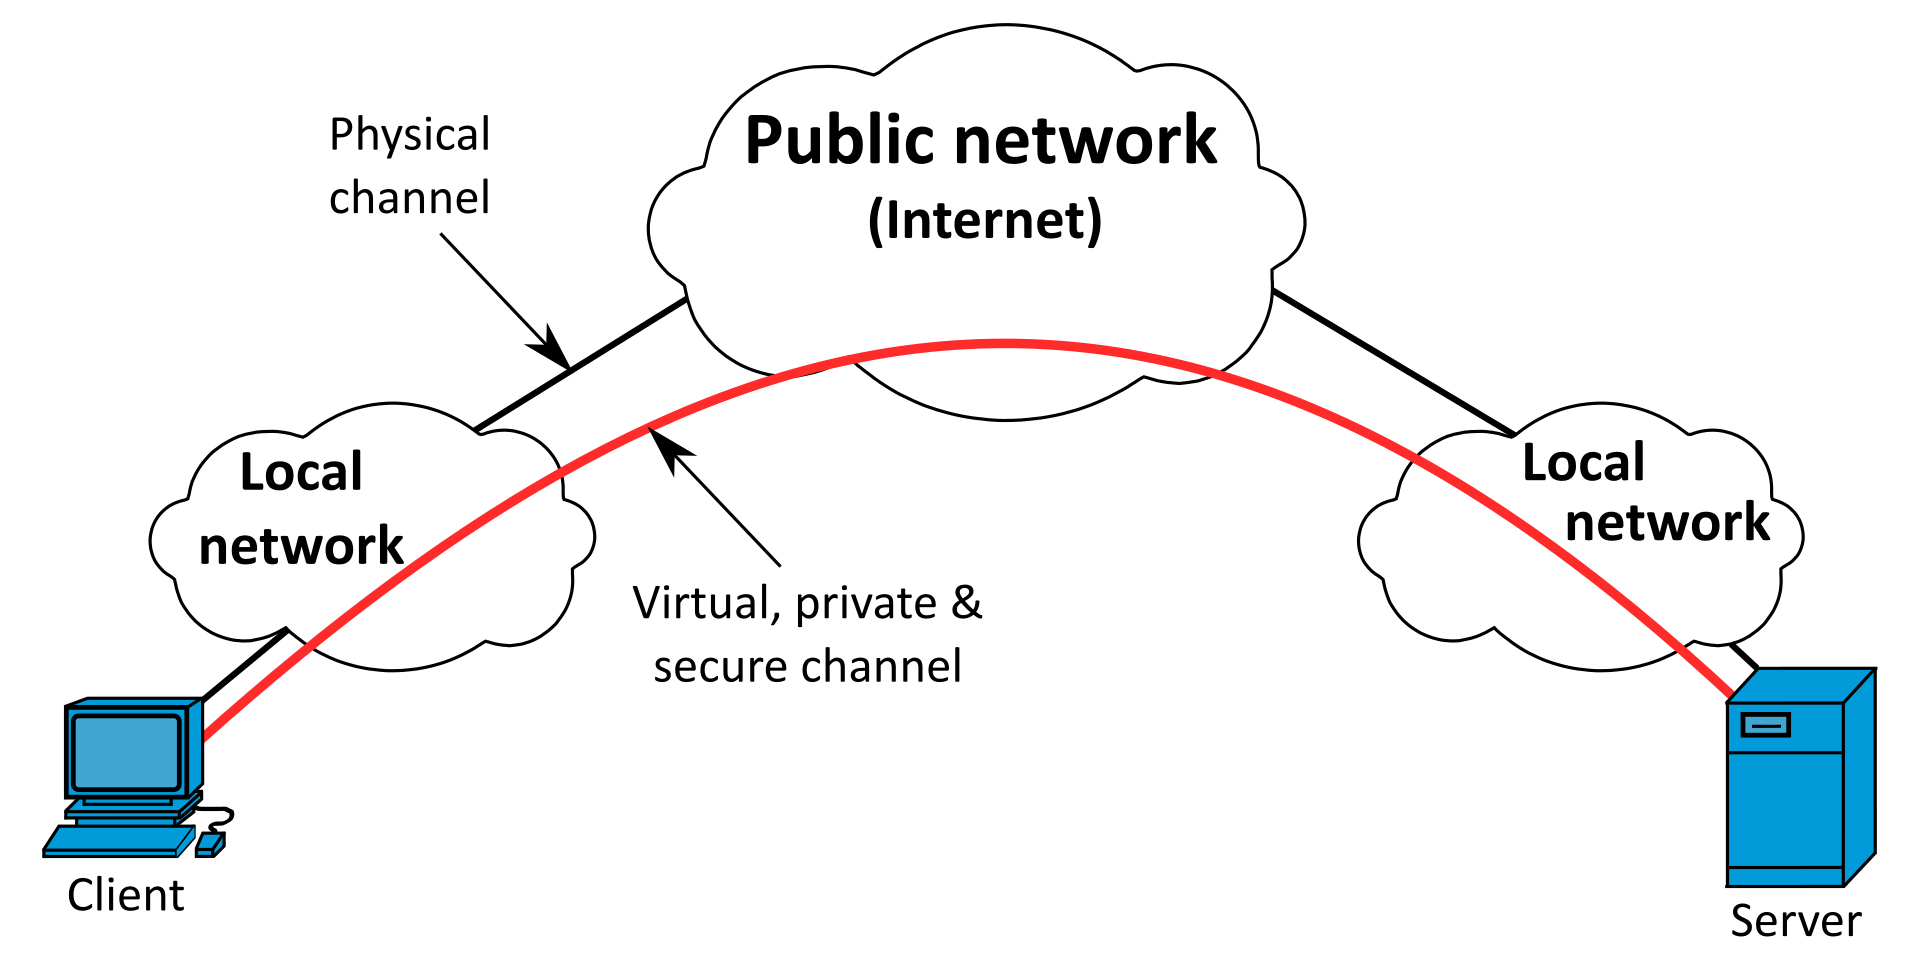 Public network
(Internet)
Physical
channel
Local
network
Local
network
Virtual, private &
secure channel
Client
Server